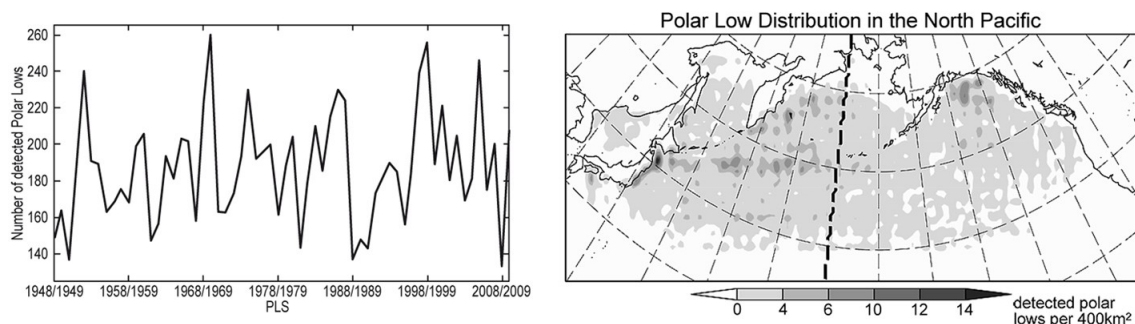 Number of detected Polar Lows
260
240
220
200
180
160
140
1948/1949 1958/1959 1968/1969 1978/1979 1988/1989 1998/1999 2008/2009
PLS
Polar Low Distribution in the North Pacific
0 4 6 10 12 14
detected polar
lows per 400km²